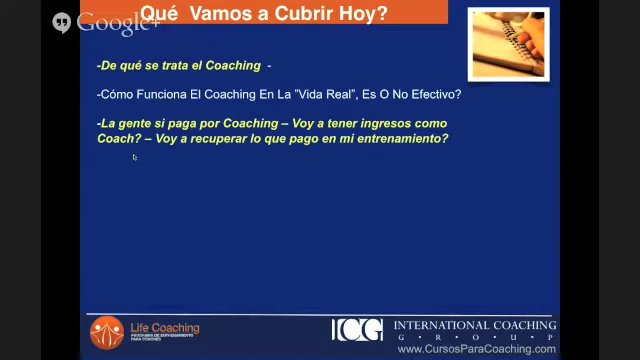 Google+
Qué Vamos a Cubrir Hoy?
-De qué se trata el Coaching -
-Cómo Funciona El Coaching En La "Vida Real", Es O No Efectivo?
-La gente si paga por Coaching – Voy a tener ingresos como
Coach? – Voy a recuperar lo que pago en mi entrenamiento?
Life Coaching
PROGRAMA DE ENTRENAMIENTO
PARA COACHES
ICG
INTERNATIONAL COACHING
GROUP
www.CursosParaCoaching.com